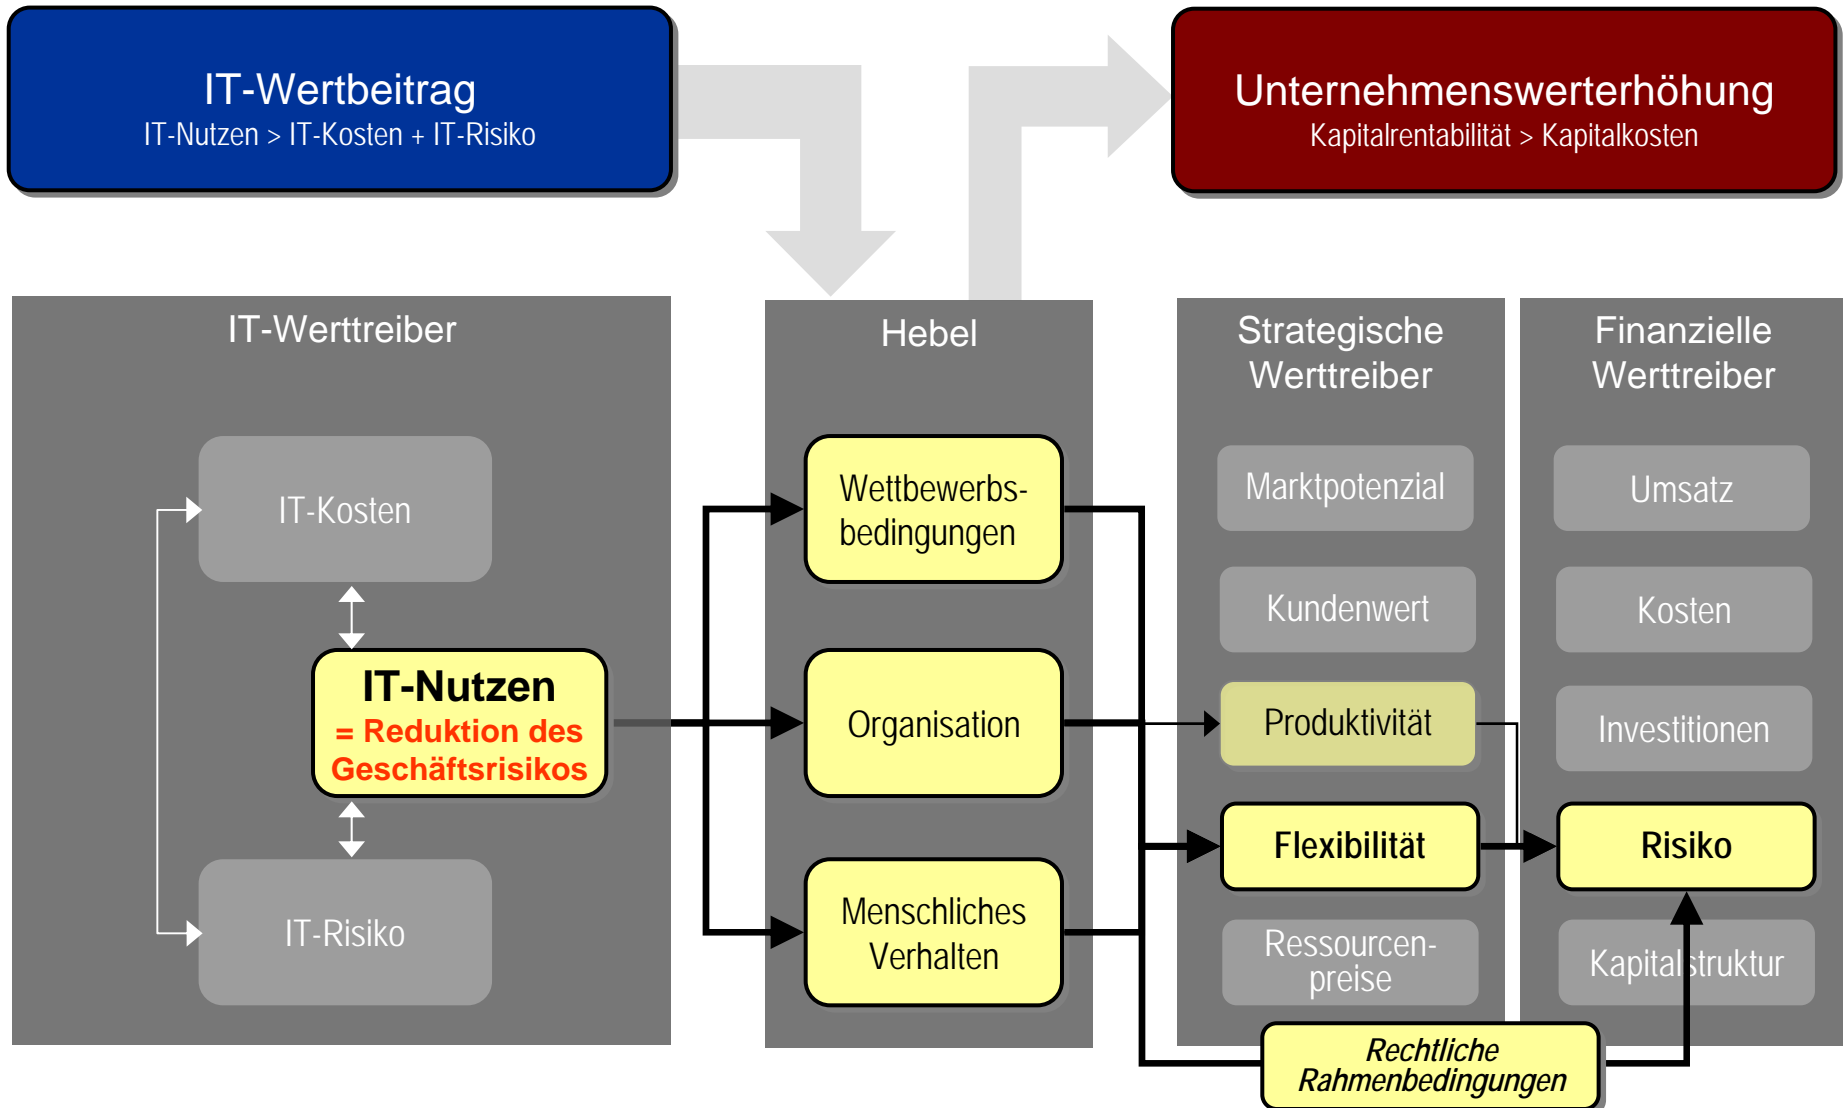 IT-Wertbeitrag
IT-Nutzen > IT-Kosten + IT-Risiko
Unternehmenswerterhöhung
Kapitalrentabilität > Kapitalkosten
IT-Werttreiber
IT-Kosten
IT-Nutzen
= Reduktion des
Geschäftsrisikos
IT-Risiko
Hebel
Wettbewerbs-
bedingungen
Organisation
Menschliches
Verhalten
Strategische
Werttreiber
Marktpotenzial
Kundenwert
Produktivität
Flexibilität
Ressourcen-
preise
Finanzielle
Werttreiber
Umsatz
Kosten
Investitionen
Risiko
Kapitalstruktur
Rechtliche
Rahmenbedingungen